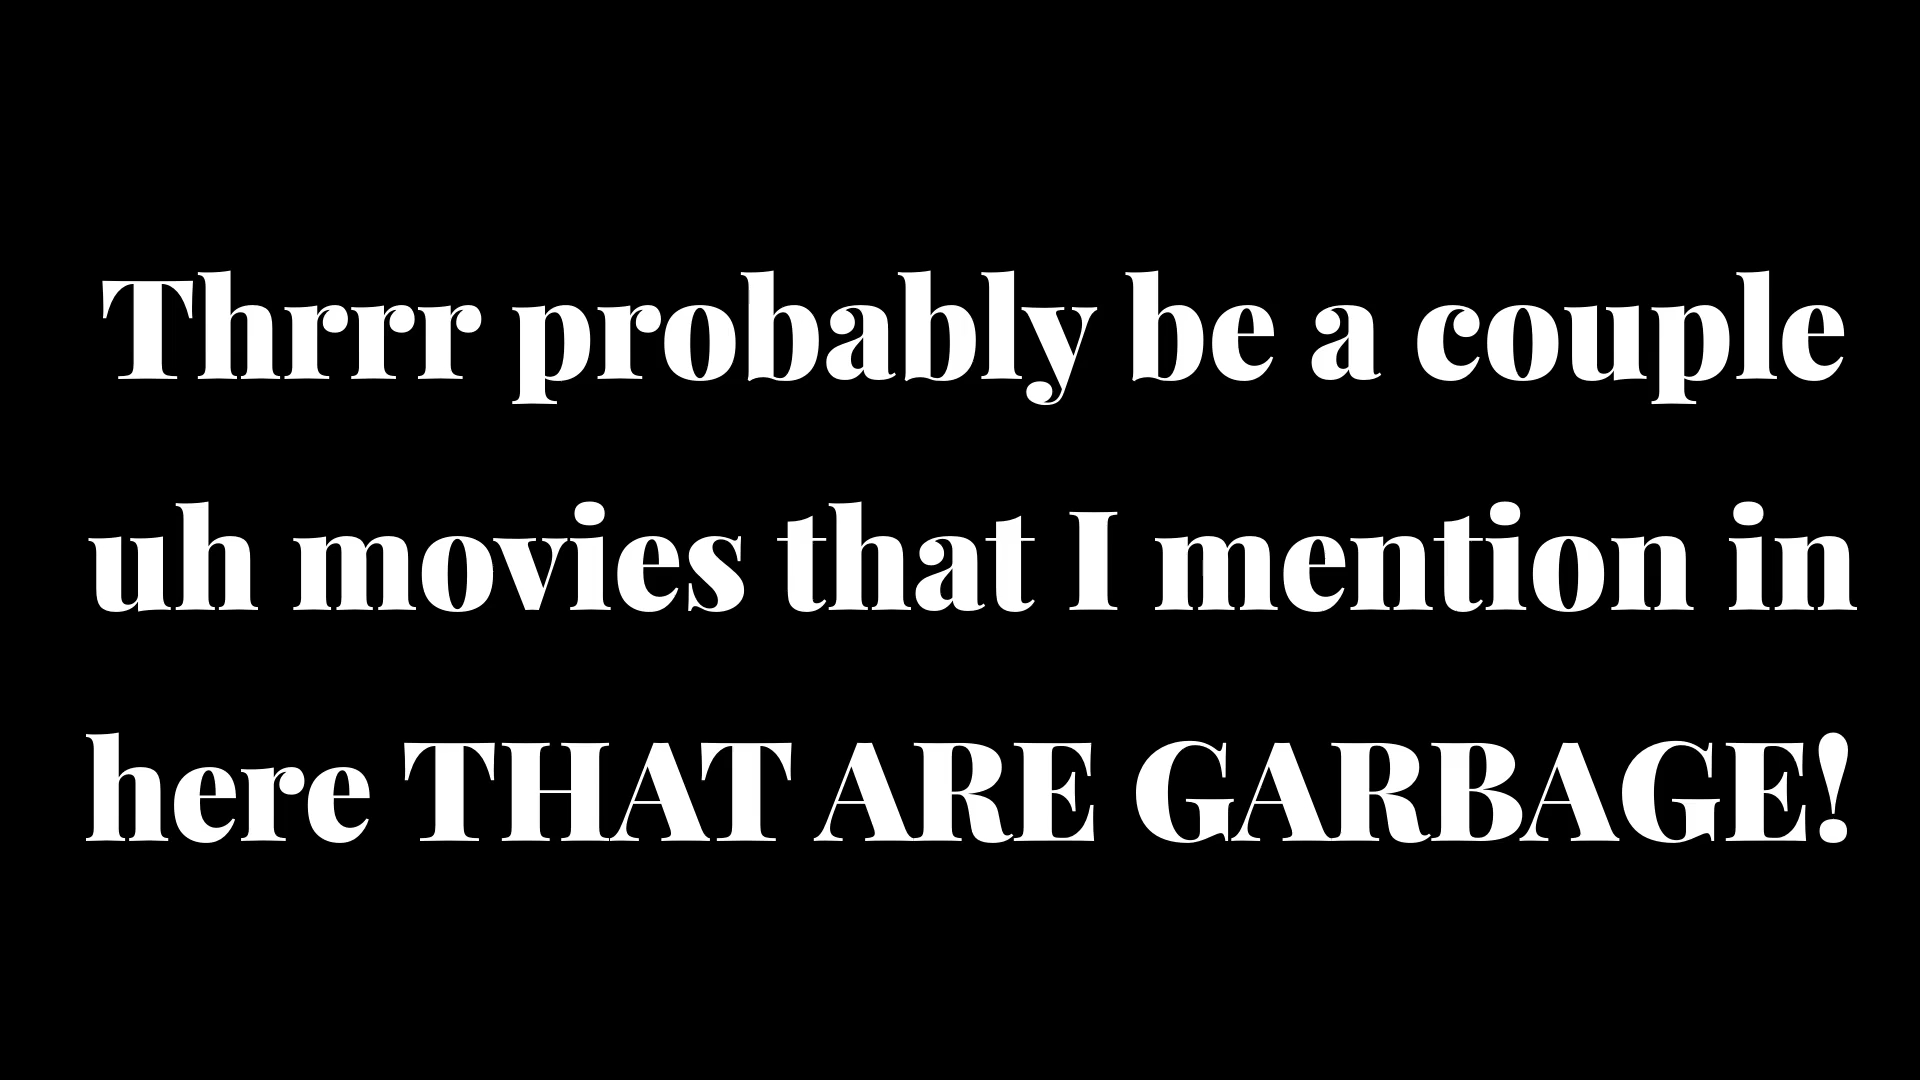 Thrrr probably be a couple
uh movies that I mention in
here THAT ARE GARBAGE!